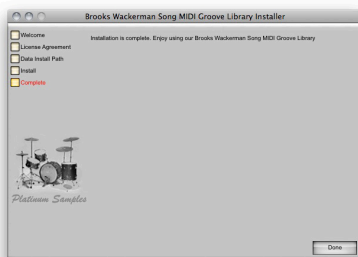 Brooks Wackerman Song MIDI Groove Library Installer
Welcome
License Agreement
Data Install Path
Install
Complete
Installation is complete. Enjoy using our Brooks Wackerman Song MIDI Groove Library
Platinum Samples
Done